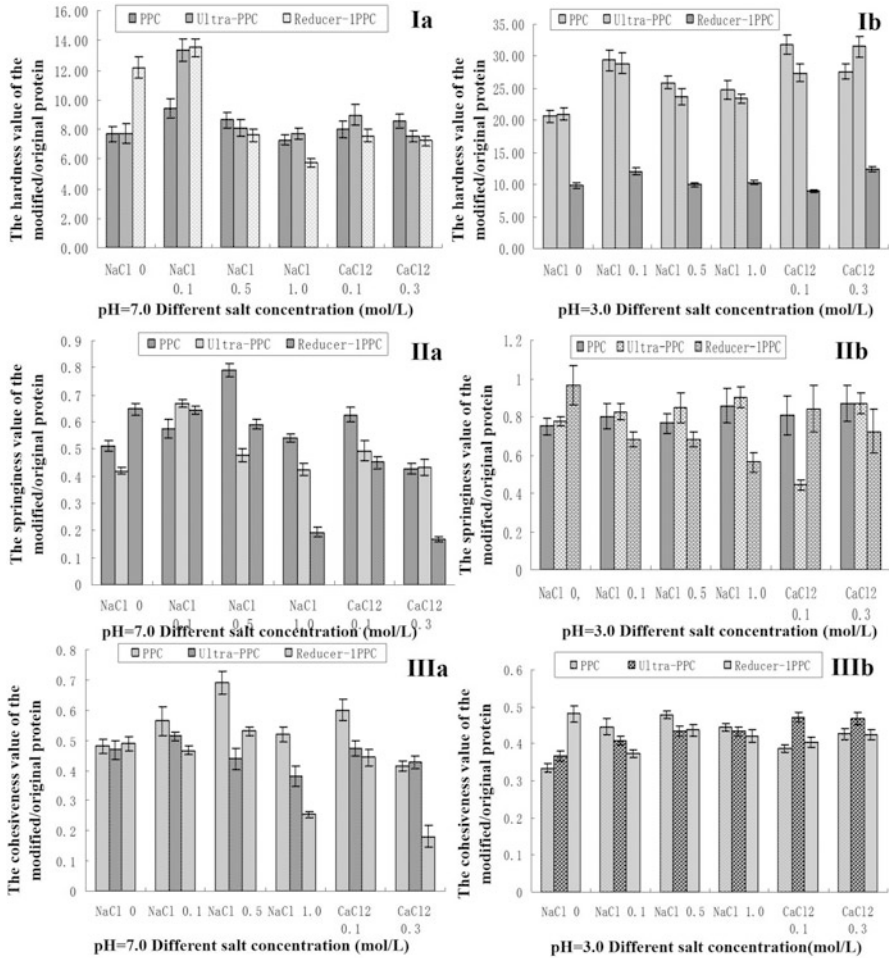 PPC Ultra-PPC Reducer-1PPC
Ia
16.00
14.00
12.00
10.00
8.00
6.00
4.00
2.00
0.00
The hardness value of the
modified/original protein
NaCl 0 NaCl NaCl NaCl CaCl2 CaCl2
0.1 0.5 1.0 0.1 0.3
pH=7.0 Different salt concentration (mol/L)
PPC Ultra-PPC Reducer-1PPC
Ib
35.00
30.00
25.00
20.00
15.00
10.00
5.00
0.00
The hardness value of the
modified/original protein
NaCl 0 NaCl 0.1 NaCl 0.5 NaCl 1.0 CaCl2 CaCl2
0.1 0.3
pH=3.0 Different salt concentration (mol/L)
PPC Ultra-PPC Reducer-1PPC
IIa
0.9
0.8
0.7
0.6
0.5
0.4
0.3
0.2
0.1
0
The springiness value of the
modified/original protein
NaCl 0 NaCl NaCl NaCl CaCl2 CaCl2
0.1 0.5 1.0 0.1 0.3
pH=7.0 Different salt concentration (mol/L)
PPC Ultra-PPC Reducer-1PPC
IIb
1.2
1
0.8
0.6
0.4
0.2
0
The springiness value of the
modified/original protein
NaCl 0, NaCl 0.1 NaCl 0.5 NaCl 1.0 CaCl2 CaCl2
0.1 0.3
pH=3.0 Different salt concentration (mol/L)
PPC Ultra-PPC Reducer-1PPC
IIIa
0.8
0.7
0.6
0.5
0.4
0.3
0.2
0.1
0
The cohesiveness value of the
modified/original protein
NaCl 0 NaCl 0.1 NaCl 0.5 NaCl 1.0 CaCl2 CaCl2
0.1 0.3
pH=7.0 Different salt concentration (mol/L)
PPC Ultra-PPC Reducer-1PPC
IIIb
0.6
0.5
0.4
0.3
0.2
0.1
0
The cohesiveness value of the
modified/original protein
NaCl 0 NaCl 0.1 NaCl 0.5 NaCl 1.0 CaCl2 CaCl2
0.1 0.3
pH=3.0 Different salt concentration(mol/L)